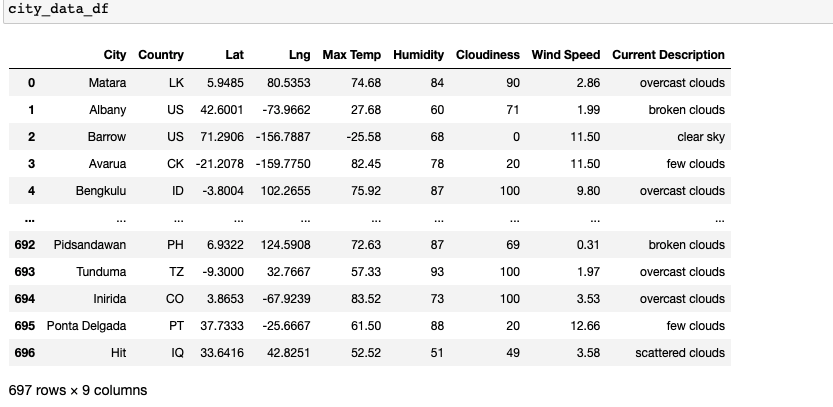 city_data_df
City Country Lat Lng Max Temp Humidity Cloudiness Wind Speed Current Description
0 Matara LK 5.9485 80.5353 74.68 84 90 2.86 overcast clouds
1 Albany US 42.6001 -73.9662 27.68 60 71 1.99 broken clouds
2 Barrow US 71.2906 -156.7887 -25.58 68 0 11.50 clear sky
3 Avarua CK -21.2078 -159.7750 82.45 78 20 11.50 few clouds
4 Bengkulu ID -3.8004 102.2655 75.92 87 100 9.80 overcast clouds
... ... ... ... ... ... ... ... ... ...
692 Pidsandawan PH 6.9322 124.5908 72.63 87 69 0.31 broken clouds
693 Tunduma TZ -9.3000 32.7667 57.33 93 100 1.97 overcast clouds
694 Inirida CO 3.8653 -67.9239 83.52 73 100 3.53 overcast clouds
695 Ponta Delgada PT 37.7333 -25.6667 61.50 88 20 12.66 few clouds
696 Hit IQ 33.6416 42.8251 52.52 51 49 3.58 scattered clouds
697 rows × 9 columns